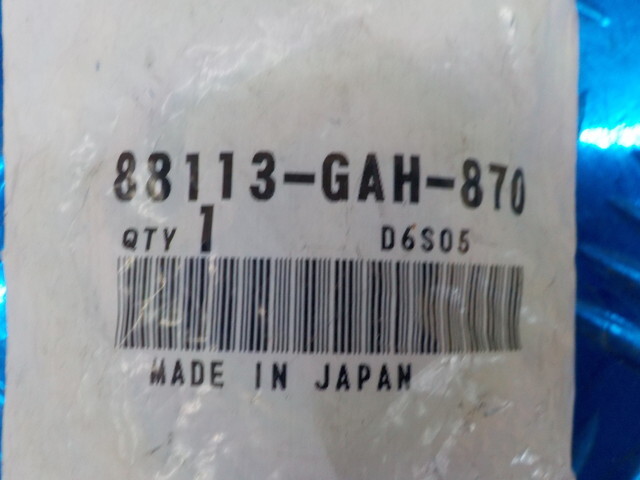 88113-GAH-870
QTY 1 D6S05
MADE IN JAPAN